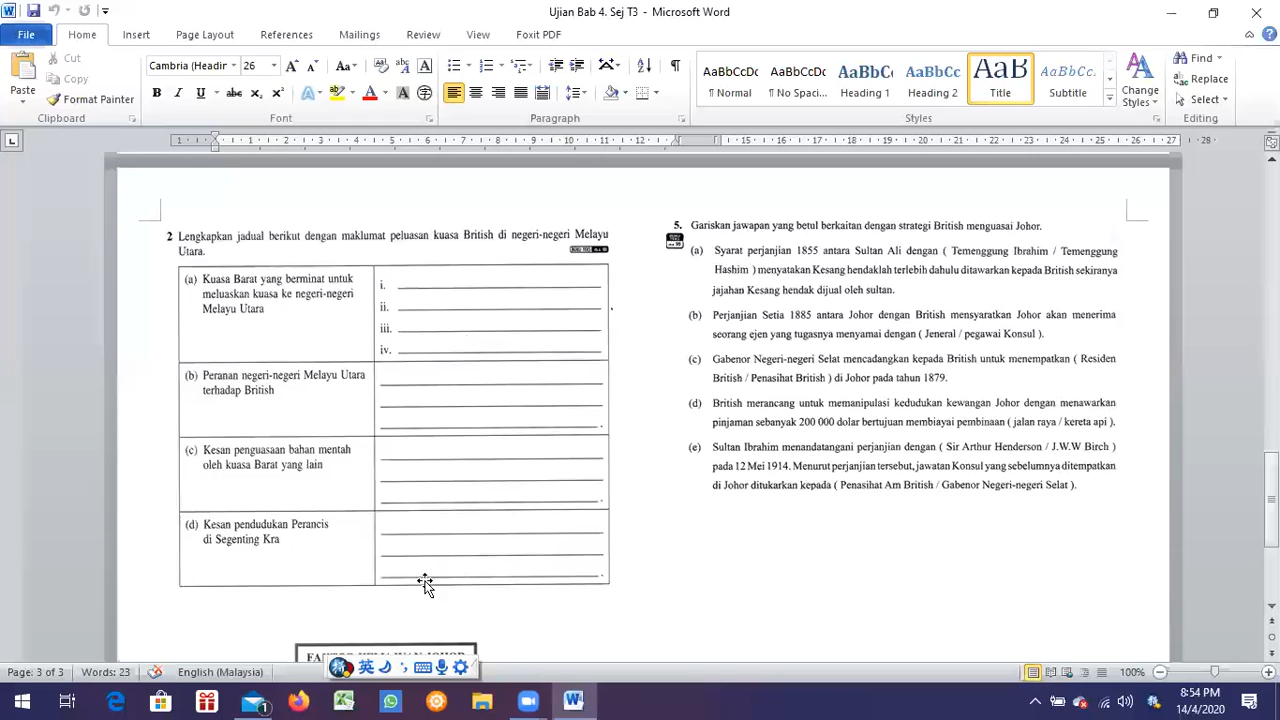 Ujian Bab 4. Sej T3 - Microsoft Word
File Home Insert Page Layout References Mailings Review View Foxit PDF
Paste
Cut
Copy
Format Painter
Clipboard
Cambria (Headir 26
Font
Paragraph
AaBbCcDc AaBbCcDc AaBbCc AaBbCc AaB AaBbCcL
¶ Normal ¶ No Spaci... Heading 1 Heading 2 Title Subtitle
Change
Styles
Styles
Find
Replace
Select
Editing
2 Lengkapkan jadual berikut dengan maklumat peluasan kuasa British di negeri-negeri Melayu
Utara.
(a) Kuasa Barat yang berminat untuk
meluaskan kuasa ke negeri-negeri
Melayu Utara
i.
ii.
iii.
iv.
(b) Peranan negeri-negeri Melayu Utara
terhadap British
(c) Kesan penguasaan bahan mentah
oleh kuasa Barat yang lain
(d) Kesan pendudukan Perancis
di Segenting Kra
5. Gariskan jawapan yang betul berkaitan dengan strategi British menguasai Johor.
(a) Syarat perjanjian 1855 antara Sultan Ali dengan ( Temenggung Ibrahim / Temenggung
Hashim ) menyatakan Kesang hendaklah terlebih dahulu ditawarkan kepada British sekiranya
jajahan Kesang hendak dijual oleh sultan.
(b) Perjanjian Setia 1885 antara Johor dengan British mensyaratkan Johor akan menerima
seorang ejen yang tugasnya menyamai dengan ( Jeneral / pegawai Konsul ).
(c) Gabenor Negeri-negeri Selat mencadangkan kepada British untuk menempatkan ( Residen
British / Penasihat British ) di Johor pada tahun 1879.
(d) British merancang untuk memanipulasi kedudukan kewangan Johor dengan menawarkan
pinjaman sebanyak 200 000 dolar bertujuan membiayai pembinaan ( jalan raya / kereta api ).
(e) Sultan Ibrahim menandatangani perjanjian dengan ( Sir Arthur Henderson / J.W.W Birch )
pada 12 Mei 1914. Menurut perjanjian tersebut, jawatan Konsul yang sebelumnya ditempatkan
di Johor ditukarkan kepada ( Penasihat Am British / Gabenor Negeri-negeri Selat ).
Page: 3 of 3 Words: 23 English (Malaysia)
英
100%
8:54 PM
14/4/2020